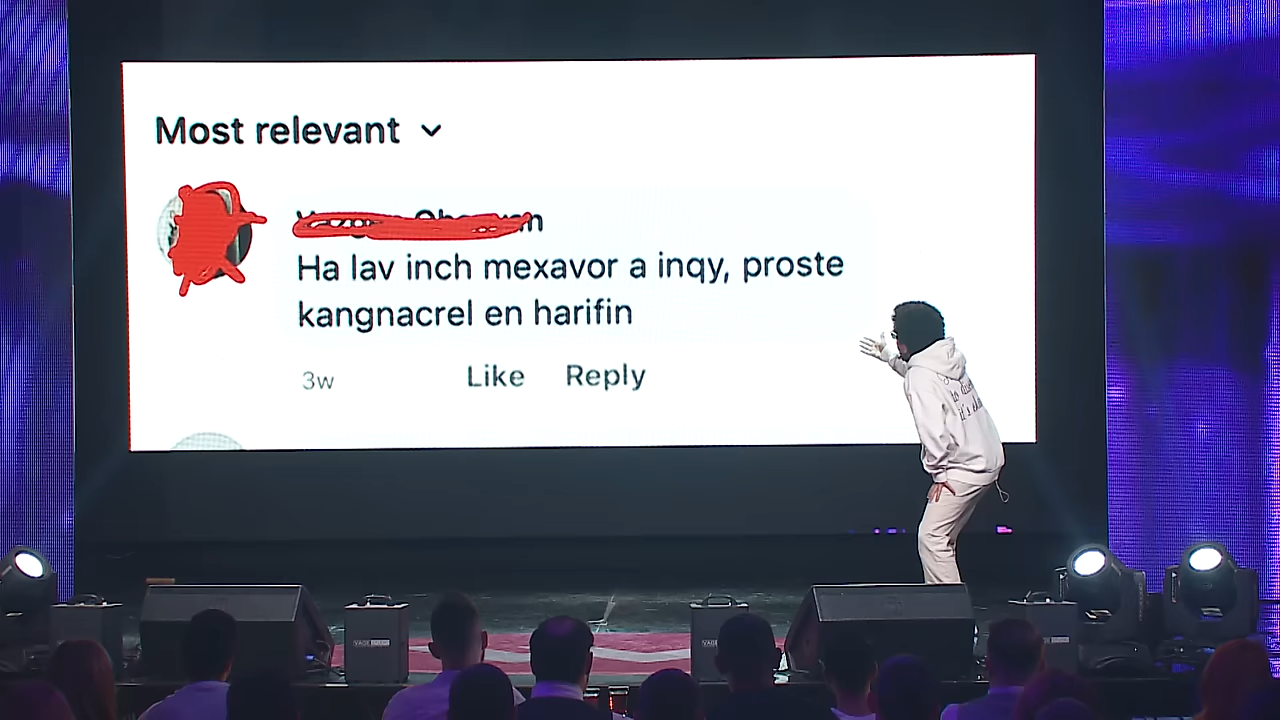 Most relevant
Ha lav inch mexavor a inqy, proste
kangnacrel en harifin
3w
Like Reply